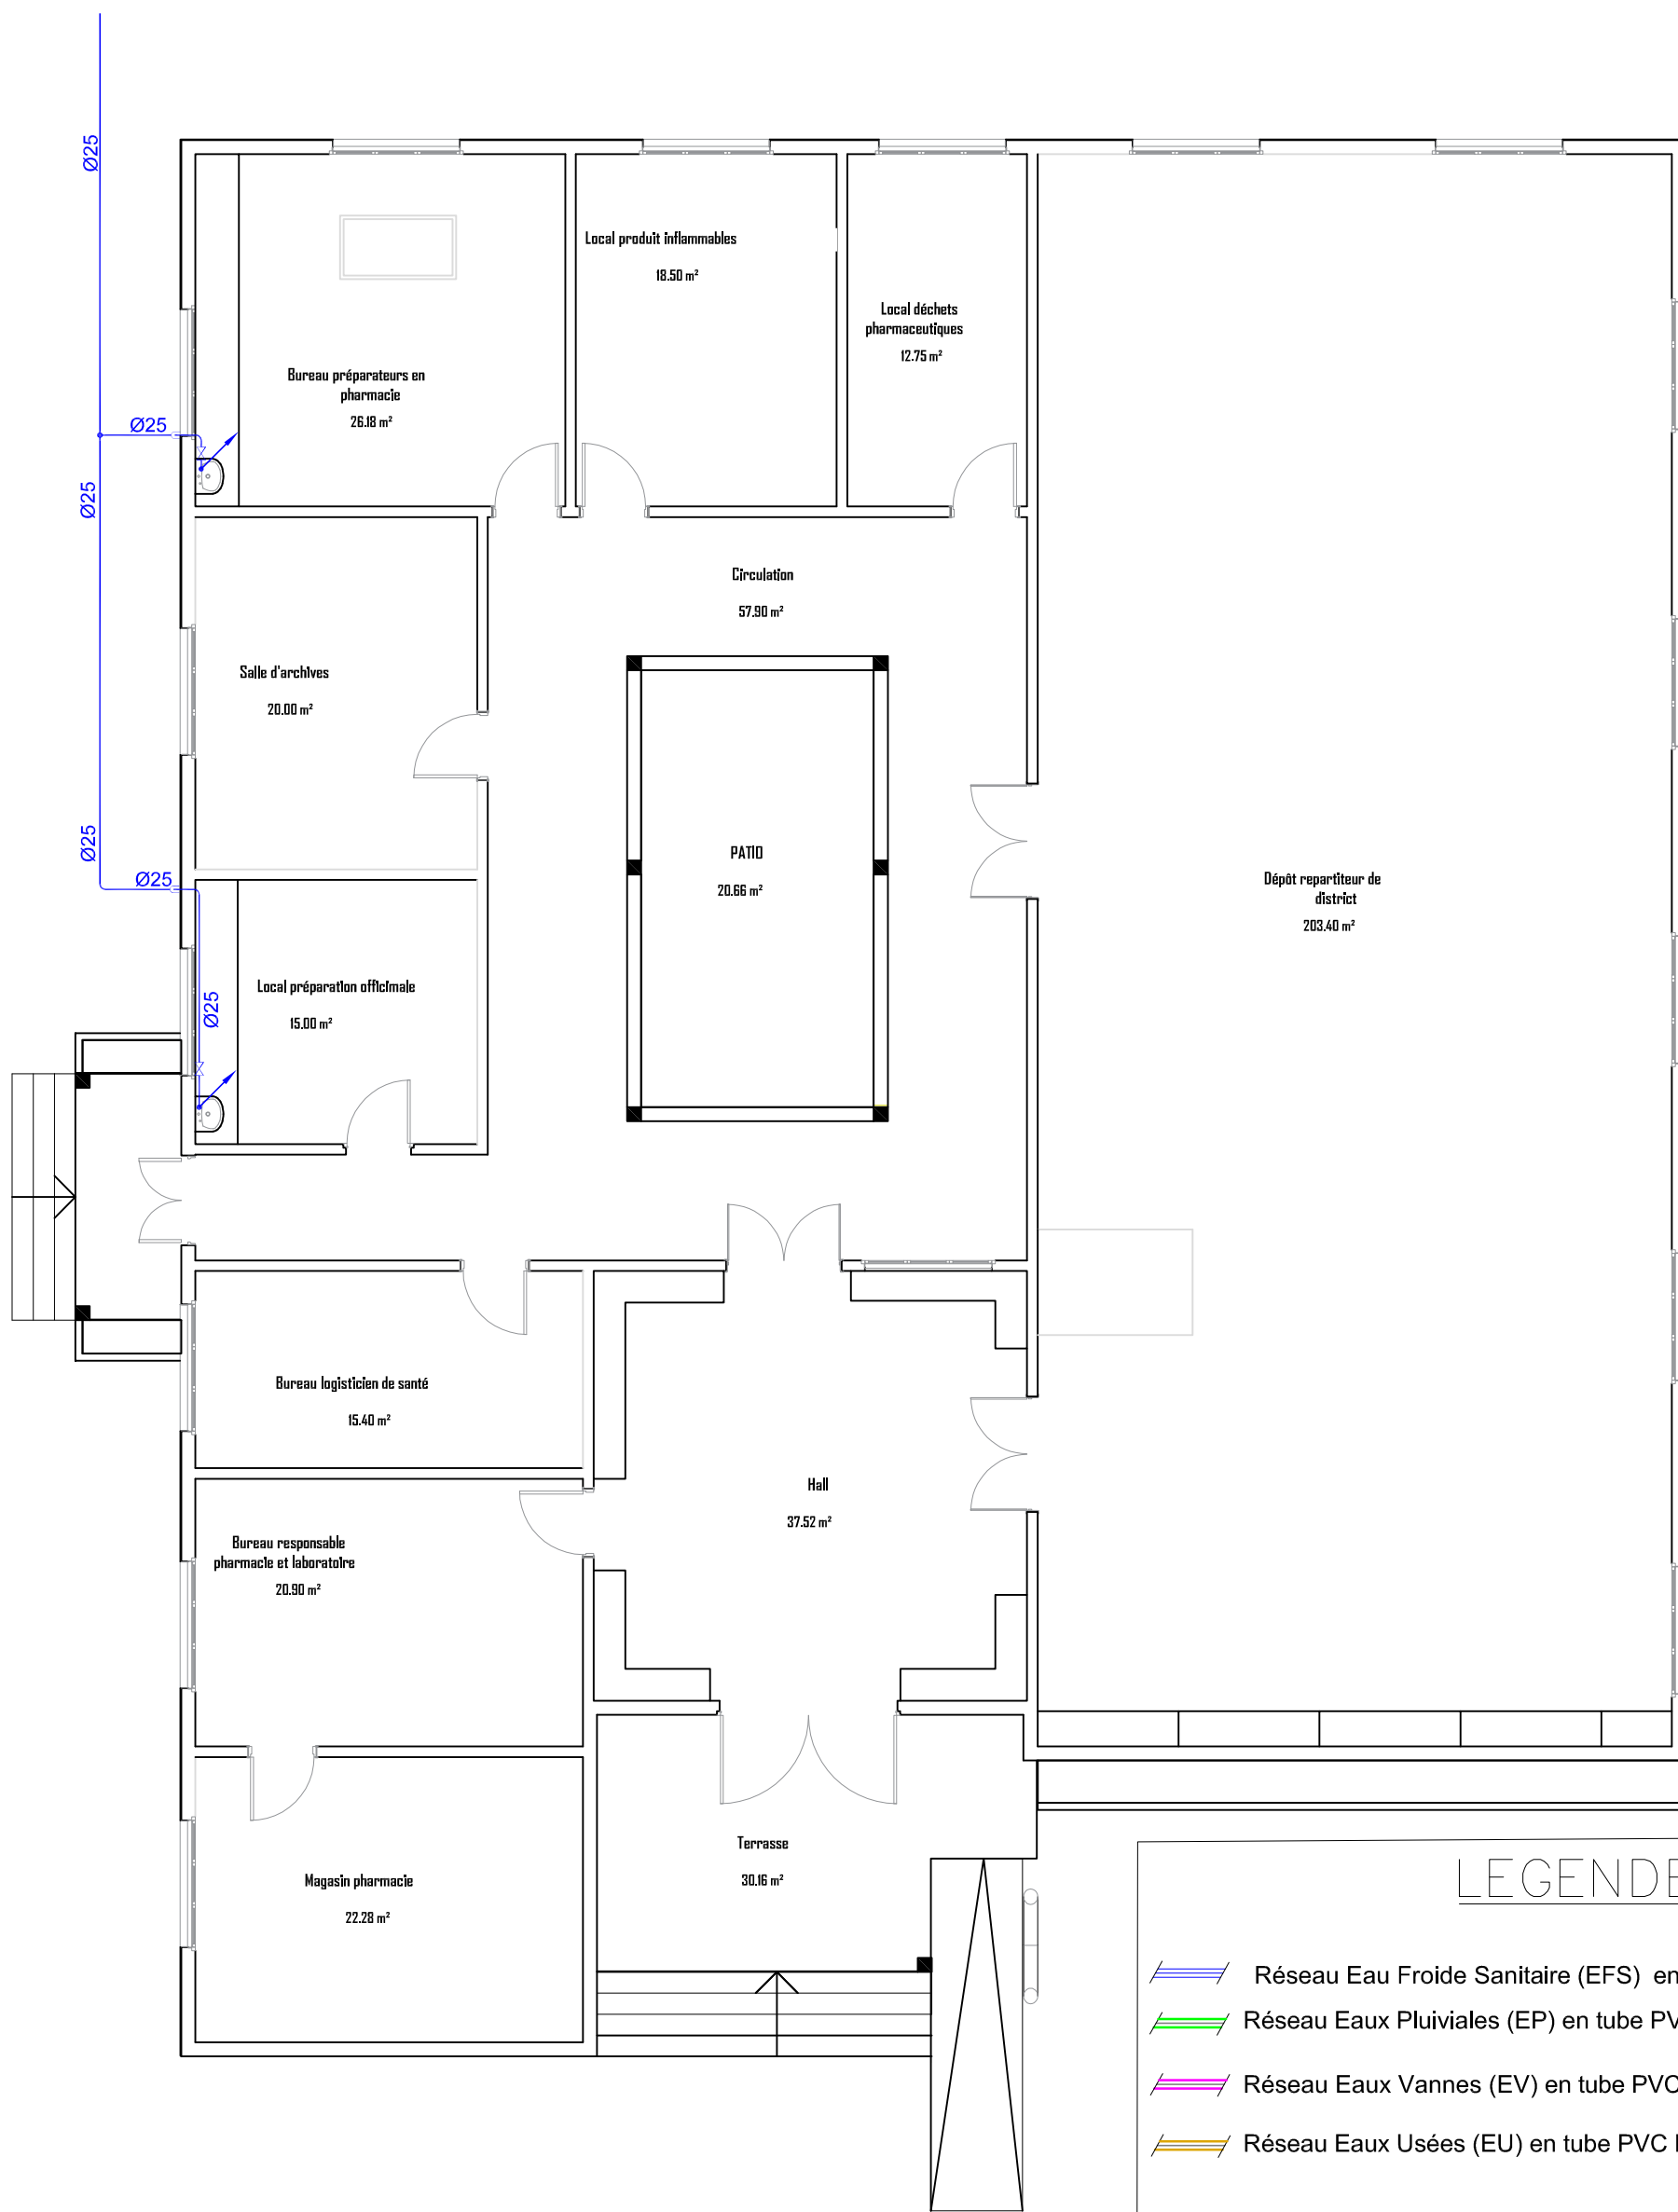 Ø25
Local produit inflammables
18.50 m²
Local déchets
pharmaceutiques
12.75 m²
Bureau préparateurs en
pharmacie
26.18 m²
Ø25
Ø25
Circulation
57.90 m²
Salle d'archives
20.00 m²
Ø25
PATIO
20.66 m²
Dépôt repartiteur de
district
203.40 m²
Ø25
Local préparation officimale
15.00 m²
Ø25
Bureau logisticien de santé
15.40 m²
Hall
37.52 m²
Bureau responsable
pharmacie et laboratoire
20.90 m²
Terrasse
30.16 m²
Magasin pharmacie
22.28 m²
LEGENDE
Réseau Eau Froide Sanitaire (EFS) en
Réseau Eaux Pluiviales (EP) en tube PV
Réseau Eaux Vannes (EV) en tube PVC
Réseau Eaux Usées (EU) en tube PVC